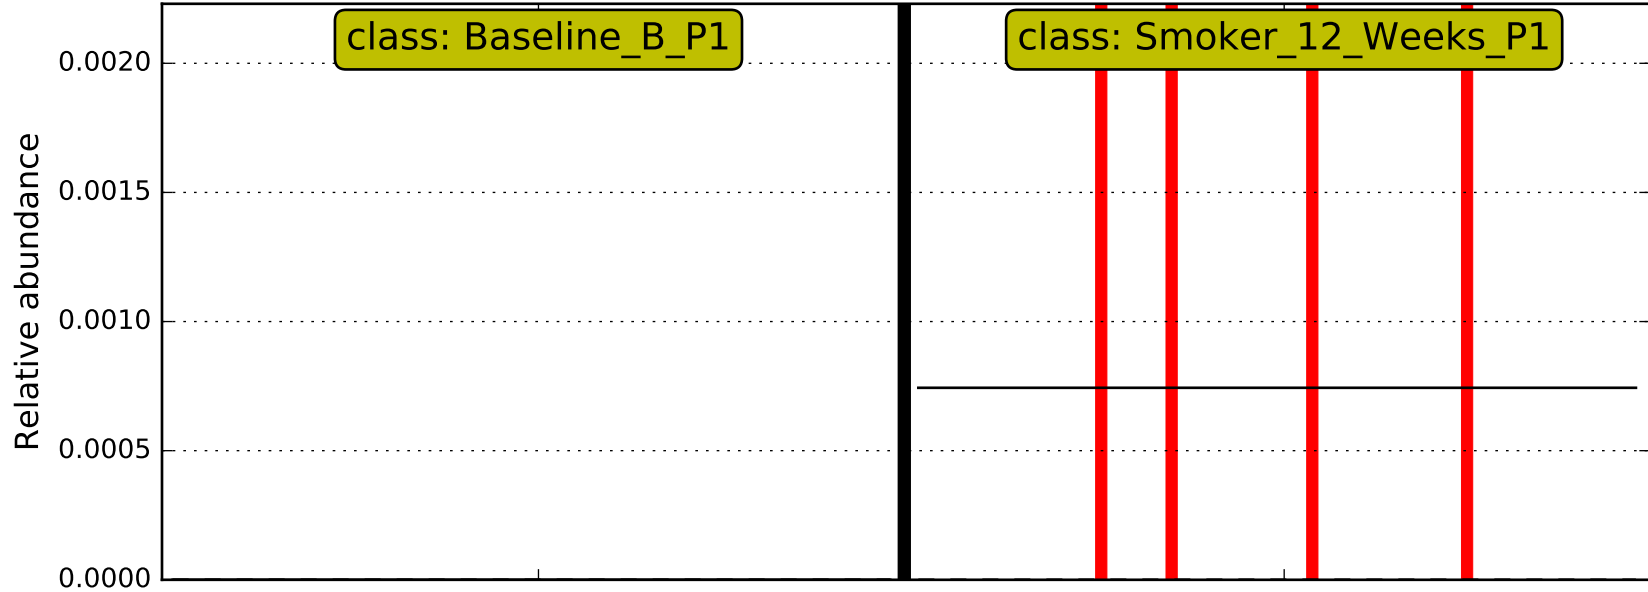 class: Baseline_B_P1
class: Smoker_12_Weeks_P1
Relative abundance
0.0020
0.0015
0.0010
0.0005
0.0000